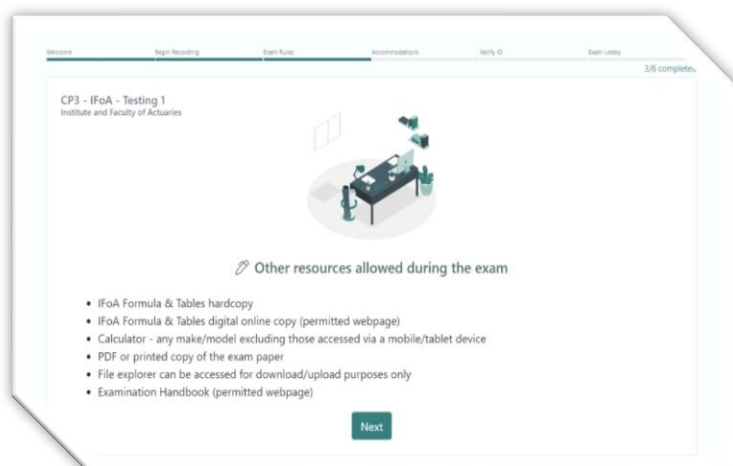 Welcome Begin Recording Exam Rules Accommodations Verify ID Exam Lobby
3/6 completed
CP3 - IFoA - Testing 1
Institute and Faculty of Actuaries
Other resources allowed during the exam
• IFoA Formula & Tables hardcopy
• IFoA Formula & Tables digital online copy (permitted webpage)
• Calculator - any make/model excluding those accessed via a mobile/tablet device
• PDF or printed copy of the exam paper
• File explorer can be accessed for download/upload purposes only
• Examination Handbook (permitted webpage)
Next